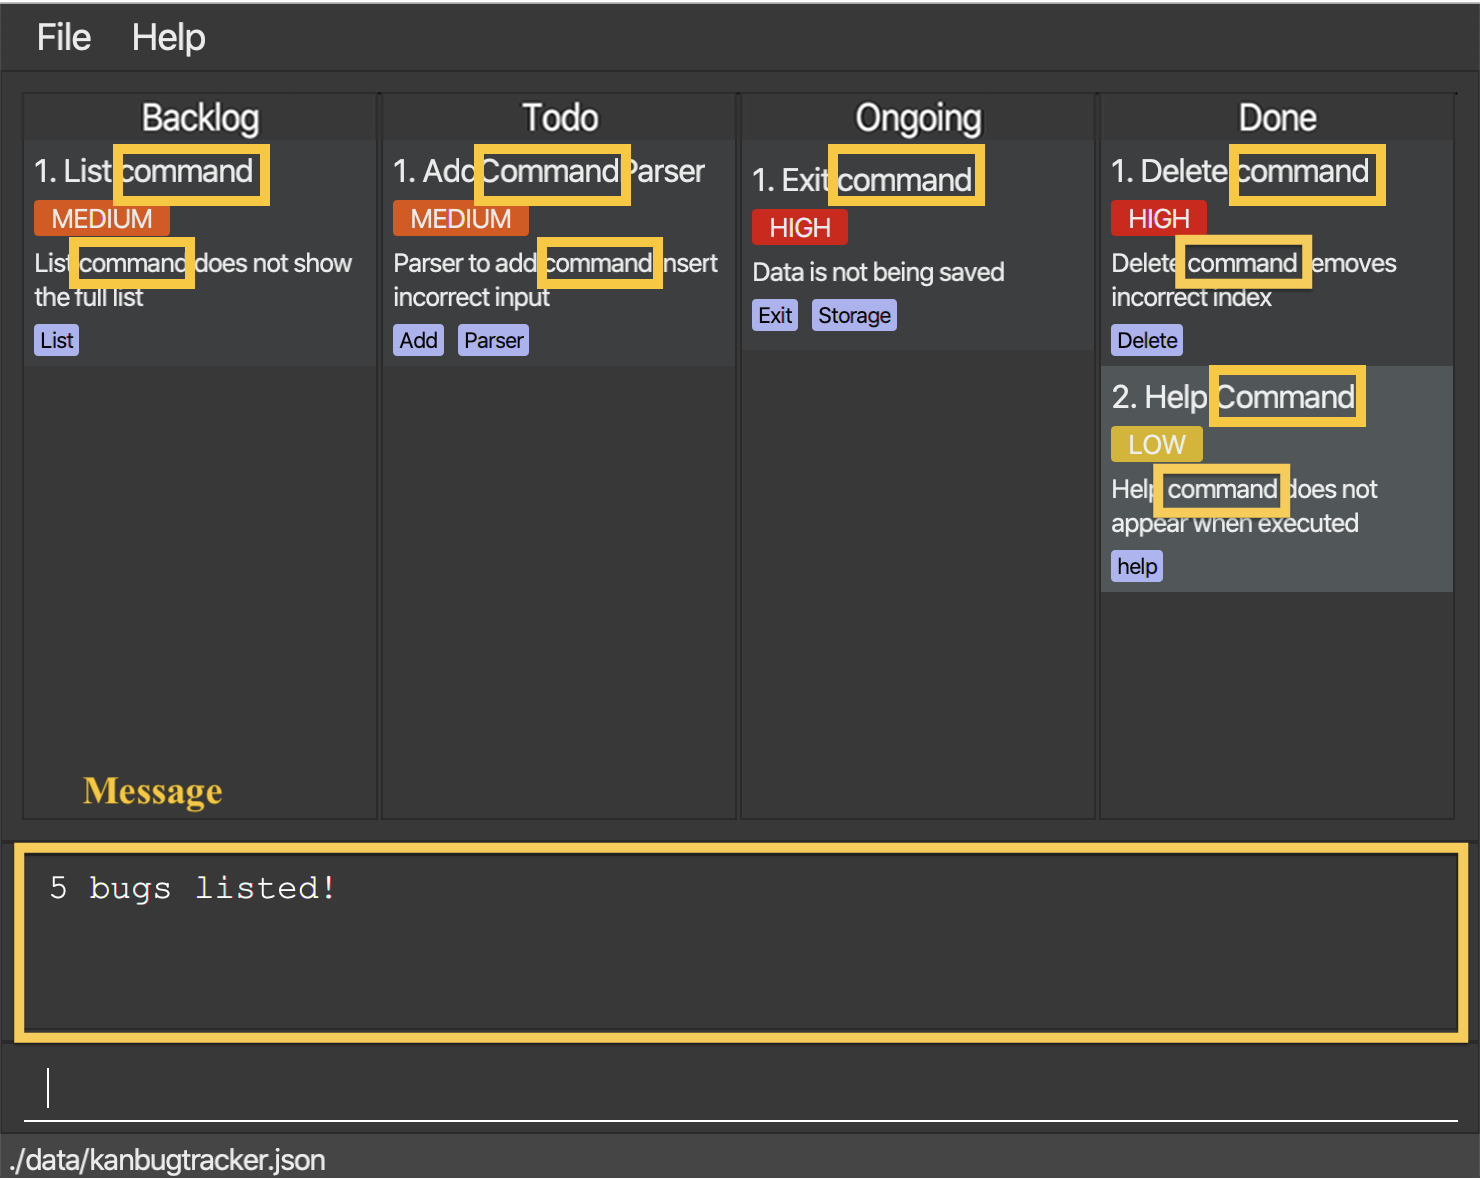 File Help
Backlog
1. List command
MEDIUM
List command does not show
the full list
List
Todo
1. Add Command Parser
MEDIUM
Parser to add command insert
incorrect input
Add Parser
Ongoing
1. Exit command
HIGH
Data is not being saved
Exit Storage
Done
1. Delete command
HIGH
Delete command removes
incorrect index
Delete
2. Help Command
LOW
Help command does not
appear when executed
help
Message
5 bugs listed!
./data/kanbugtracker.json